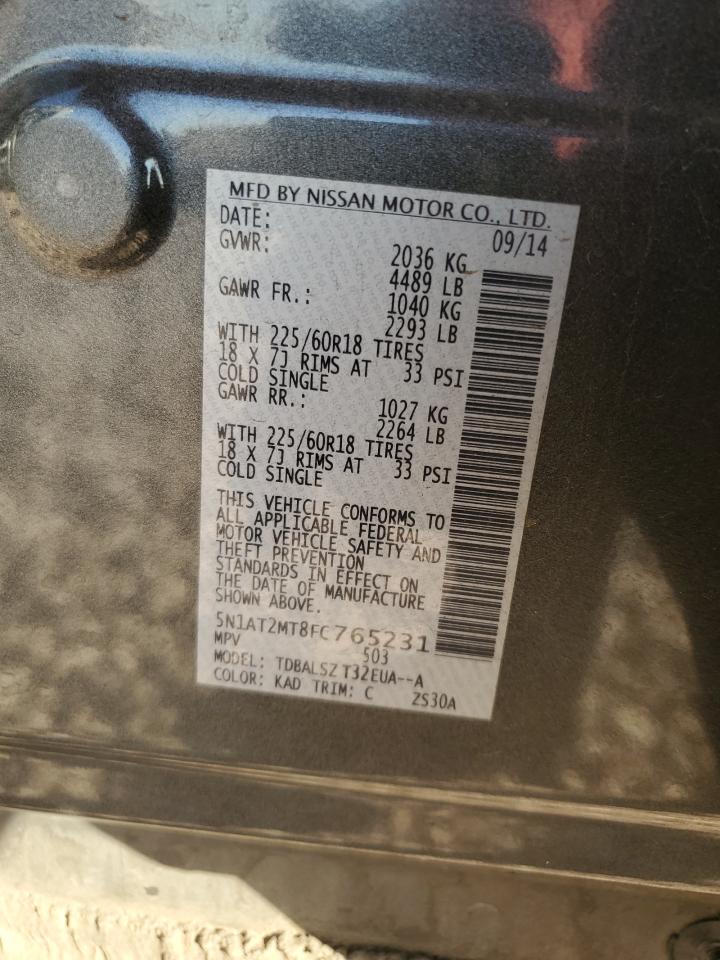 MFD BY NISSAN MOTOR CO., LTD.
DATE: 09/14
GVWR: 2036 KG
4489 LB
GAWR FR.: 1040 KG
2293 LB
WITH 225/60R18 TIRES
18 X 7J RIMS AT 33 PSI
COLD SINGLE
GAWR RR.: 1027 KG
2264 LB
WITH 225/60R18 TIRES
18 X 7J RIMS AT 33 PSI
COLD SINGLE
THIS VEHICLE CONFORMS TO
ALL APPLICABLE FEDERAL
MOTOR VEHICLE SAFETY AND
THEFT PREVENTION
STANDARDS IN EFFECT ON
THE DATE OF MANUFACTURE
SHOWN ABOVE.
5N1AT2MT8FC765231
MPV 503
MODEL: TDBALSZ T32EUA--A
COLOR: KAD TRIM: C ZS30A